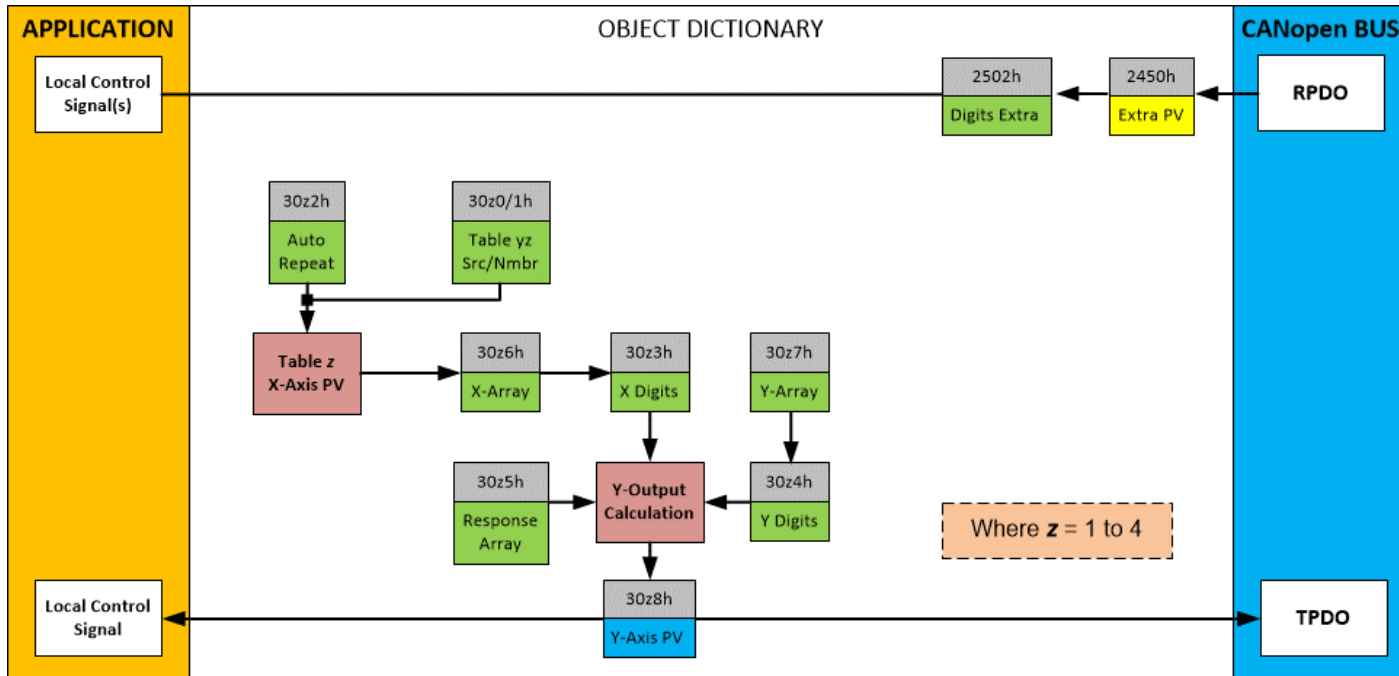 APPLICATION
OBJECT DICTIONARY
CANopen BUS
Local Control
Signal(s)
2502h
Digits Extra
2450h
Extra PV
RPDO
30z2h
Auto
Repeat
30z0/1h
Table yz
Src/Nmbr
Table z
X-Axis PV
30z6h
X-Array
30z3h
X Digits
30z7h
Y-Array
30z5h
Response
Array
Y-Output
Calculation
30z4h
Y Digits
Where z = 1 to 4
Local Control
Signal
30z8h
Y-Axis PV
TPDO